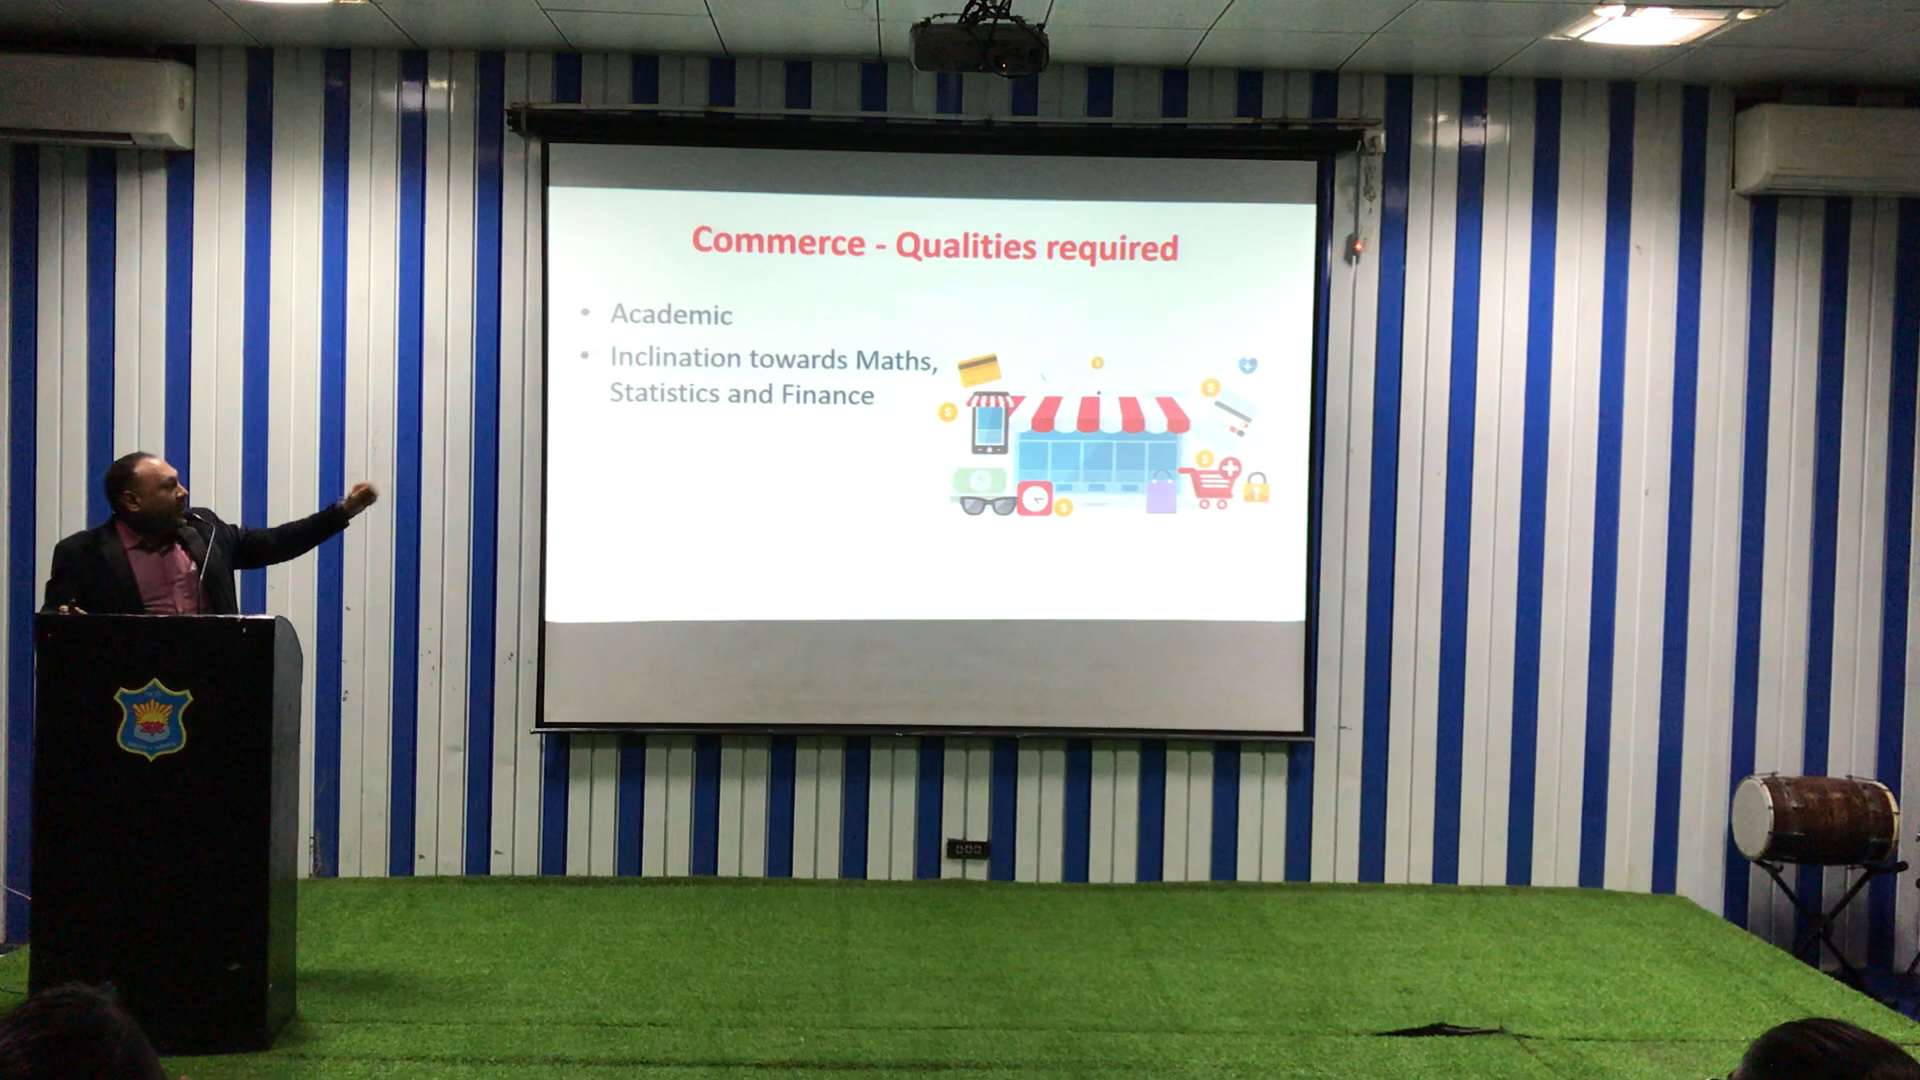 Commerce - Qualities required
• Academic
• Inclination towards Maths,
Statistics and Finance